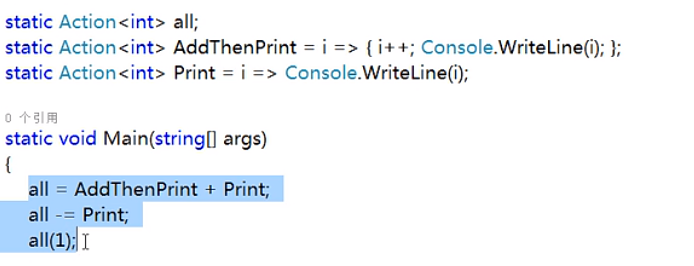 static Action<int> all;
static Action<int> AddThenPrint = i => { i++; Console.WriteLine(i); };
static Action<int> Print = i => Console.WriteLine(i);
0 个引用
static void Main(string[] args)
{
all = AddThenPrint + Print;
all -= Print;
all(1);